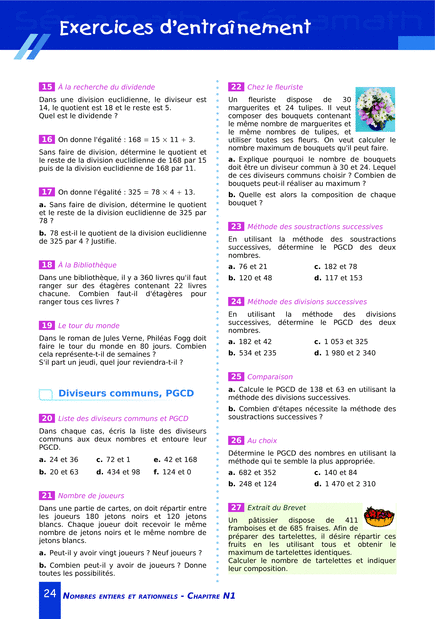 Exercices d'entraînement
15 À la recherche du dividende
Dans une division euclidienne, le diviseur est
14, le quotient est 18 et le reste est 5.
Quel est le dividende ?
16 On donne l'égalité : 168 = 15 × 11 + 3.
Sans faire de division, détermine le quotient et
le reste de la division euclidienne de 168 par 15
puis de la division euclidienne de 168 par 11.
17 On donne l'égalité : 325 = 78 × 4 + 13.
a. Sans faire de division, détermine le quotient
et le reste de la division euclidienne de 325 par
78 ?
b. 78 est-il le quotient de la division euclidienne
de 325 par 4 ? Justifie.
18 À la Bibliothèque
Dans une bibliothèque, il y a 360 livres qu'il faut
ranger sur des étagères contenant 22 livres
chacune. Combien faut-il d'étagères pour
ranger tous ces livres ?
19 Le tour du monde
Dans le roman de Jules Verne, Philéas Fogg doit
faire le tour du monde en 80 jours. Combien
cela représente-t-il de semaines ?
S'il part un jeudi, quel jour reviendra-t-il ?
Diviseurs communs, PGCD
20 Liste des diviseurs communs et PGCD
Dans chaque cas, écris la liste des diviseurs
communs aux deux nombres et entoure leur
PGCD.
a. 24 et 36 c. 72 et 1 e. 42 et 168
b. 20 et 63 d. 434 et 98 f. 124 et 0
21 Nombre de joueurs
Dans une partie de cartes, on doit répartir entre
les joueurs 180 jetons noirs et 120 jetons
blancs. Chaque joueur doit recevoir le même
nombre de jetons noirs et le même nombre de
jetons blancs.
a. Peut-il y avoir vingt joueurs ? Neuf joueurs ?
b. Combien peut-il y avoir de joueurs ? Donne
toutes les possibilités.
22 Chez le fleuriste
Un fleuriste dispose de 30
marguerites et 24 tulipes. Il veut
composer des bouquets contenant
le même nombre de marguerites et
le même nombre de tulipes, et
utiliser toutes ses fleurs. On veut calculer le
nombre maximum de bouquets qu'il peut faire.
a. Explique pourquoi le nombre de bouquets
doit être un diviseur commun à 30 et 24. Lequel
de ces diviseurs communs choisir ? Combien de
bouquets peut-il réaliser au maximum ?
b. Quelle est alors la composition de chaque
bouquet ?
23 Méthode des soustractions successives
En utilisant la méthode des soustractions
successives, détermine le PGCD des deux
nombres.
a. 76 et 21 c. 182 et 78
b. 120 et 48 d. 117 et 153
24 Méthode des divisions successives
En utilisant la méthode des divisions
successives, détermine le PGCD des deux
nombres.
a. 182 et 42 c. 1 053 et 325
b. 534 et 235 d. 1 980 et 2 340
25 Comparaison
a. Calcule le PGCD de 138 et 63 en utilisant la
méthode des divisions successives.
b. Combien d'étapes nécessite la méthode des
soustractions successives ?
26 Au choix
Détermine le PGCD des nombres en utilisant la
méthode qui te semble la plus appropriée.
a. 682 et 352 c. 140 et 84
b. 248 et 124 d. 1 470 et 2 310
27 Extrait du Brevet
Un pâtissier dispose de 411
framboises et de 685 fraises. Afin de
préparer des tartelettes, il désire répartir ces
fruits en les utilisant tous et obtenir le
maximum de tartelettes identiques.
Calculer le nombre de tartelettes et indiquer
leur composition.
24 Nombres entiers et rationnels - Chapitre N1